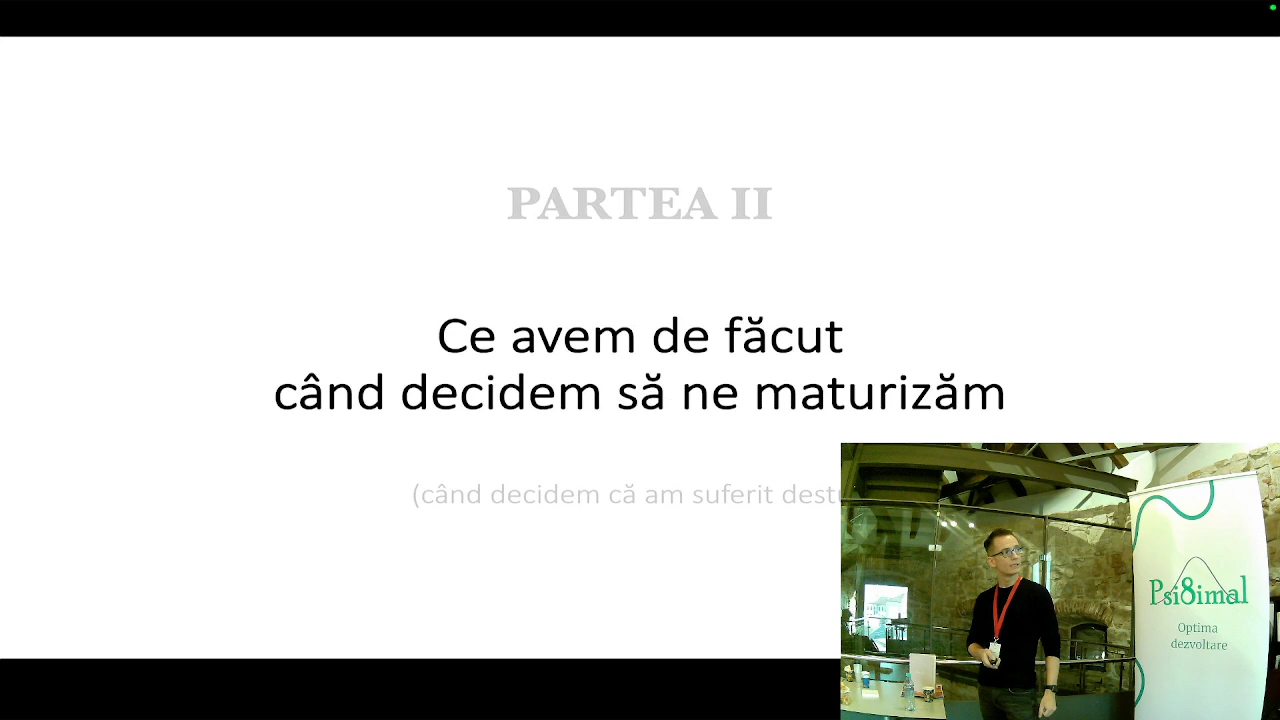 PARTEA II
Ce avem de făcut
când decidem să ne maturizăm
(când decidem că am suferit
Psi8imal
Optima
dezvoltare